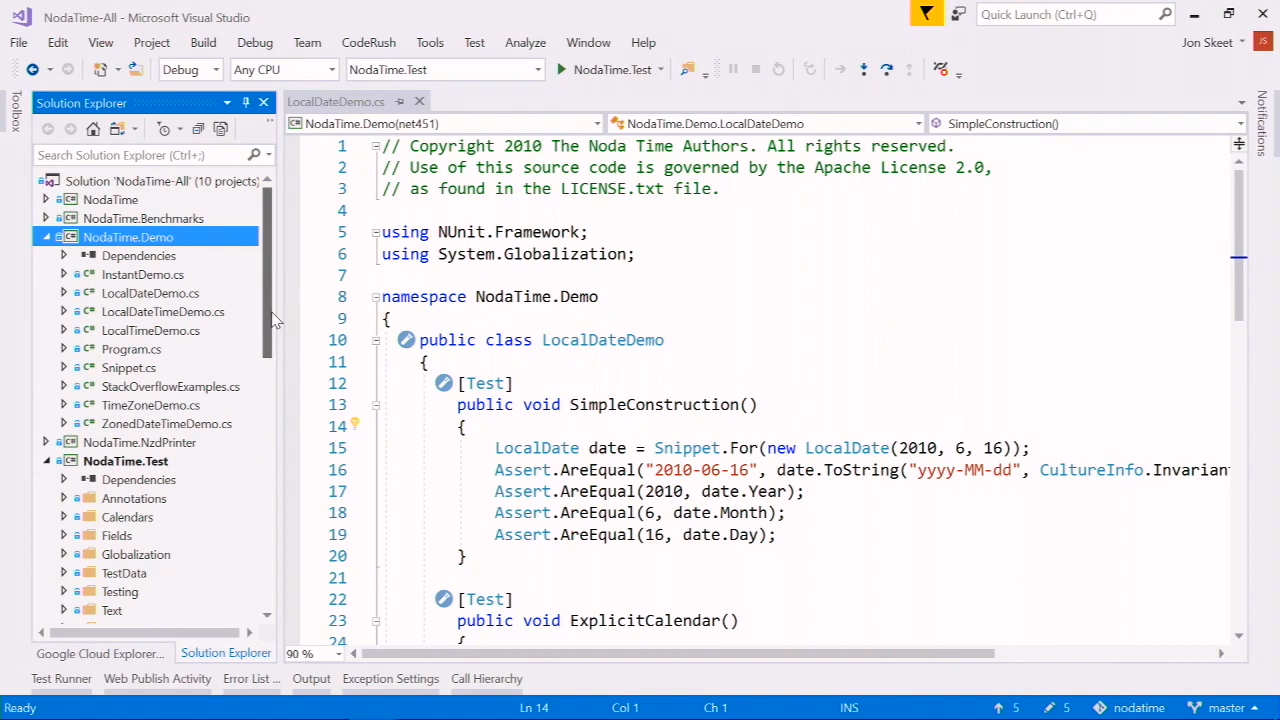 NodaTime-All - Microsoft Visual Studio
Quick Launch (Ctrl+Q)
File Edit View Project Build Debug Team CodeRush Tools Test Analyze Window Help
Jon Skeet JS
Debug Any CPU NodaTime.Test NodaTime.Test
Toolbox
Solution Explorer
Search Solution Explorer (Ctrl+;)
Solution 'NodaTime-All' (10 projects)
NodaTime
NodaTime.Benchmarks
NodaTime.Demo
Dependencies
InstantDemo.cs
LocalDateDemo.cs
LocalDateTimeDemo.cs
LocalTimeDemo.cs
Program.cs
Snippet.cs
StackOverflowExamples.cs
TimeZoneDemo.cs
ZonedDateTimeDemo.cs
NodaTime.NzdPrinter
NodaTime.Test
Dependencies
Annotations
Calendars
Fields
Globalization
TestData
Testing
Text
Google Cloud Explorer... Solution Explorer
LocalDateDemo.cs
NodaTime.Demo(net451) NodaTime.Demo.LocalDateDemo SimpleConstruction()
1 // Copyright 2010 The Noda Time Authors. All rights reserved.
2 // Use of this source code is governed by the Apache License 2.0,
3 // as found in the LICENSE.txt file.
4
5 using NUnit.Framework;
6 using System.Globalization;
7
8 namespace NodaTime.Demo
9 {
10 public class LocalDateDemo
11 {
12 [Test]
13 public void SimpleConstruction()
14 {
15 LocalDate date = Snippet.For(new LocalDate(2010, 6, 16));
16 Assert.AreEqual("2010-06-16", date.ToString("yyyy-MM-dd", CultureInfo.Invarian
17 Assert.AreEqual(2010, date.Year);
18 Assert.AreEqual(6, date.Month);
19 Assert.AreEqual(16, date.Day);
20 }
21
22 [Test]
23 public void ExplicitCalendar()
24 {
90 %
Notifications
Test Runner Web Publish Activity Error List ... Output Exception Settings Call Hierarchy
Ready Ln 14 Col 1 Ch 1 INS 5 5 nodatime master